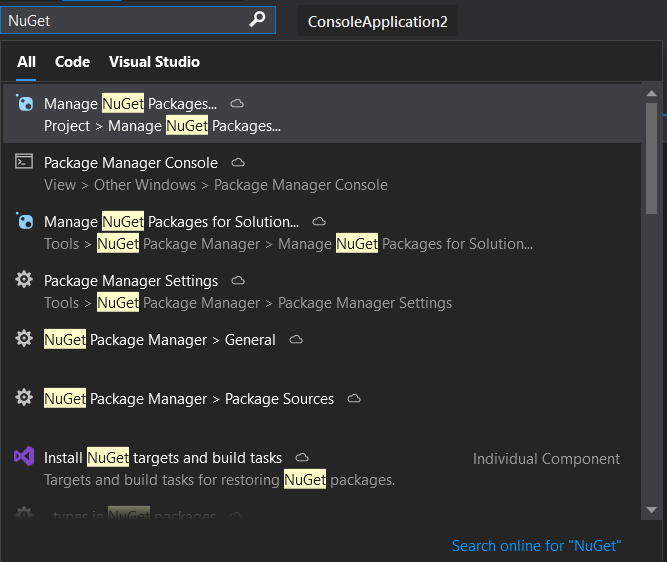 NuGet
ConsoleApplication2
All Code Visual Studio
Manage NuGet Packages...
Project > Manage NuGet Packages...
Package Manager Console
View > Other Windows > Package Manager Console
Manage NuGet Packages for Solution...
Tools > NuGet Package Manager > Manage NuGet Packages for Solution...
Package Manager Settings
Tools > NuGet Package Manager > Package Manager Settings
NuGet Package Manager > General
NuGet Package Manager > Package Sources
Install NuGet targets and build tasks
Individual Component
Targets and build tasks for restoring NuGet packages.
types in NuGet packages
Search online for "NuGet"